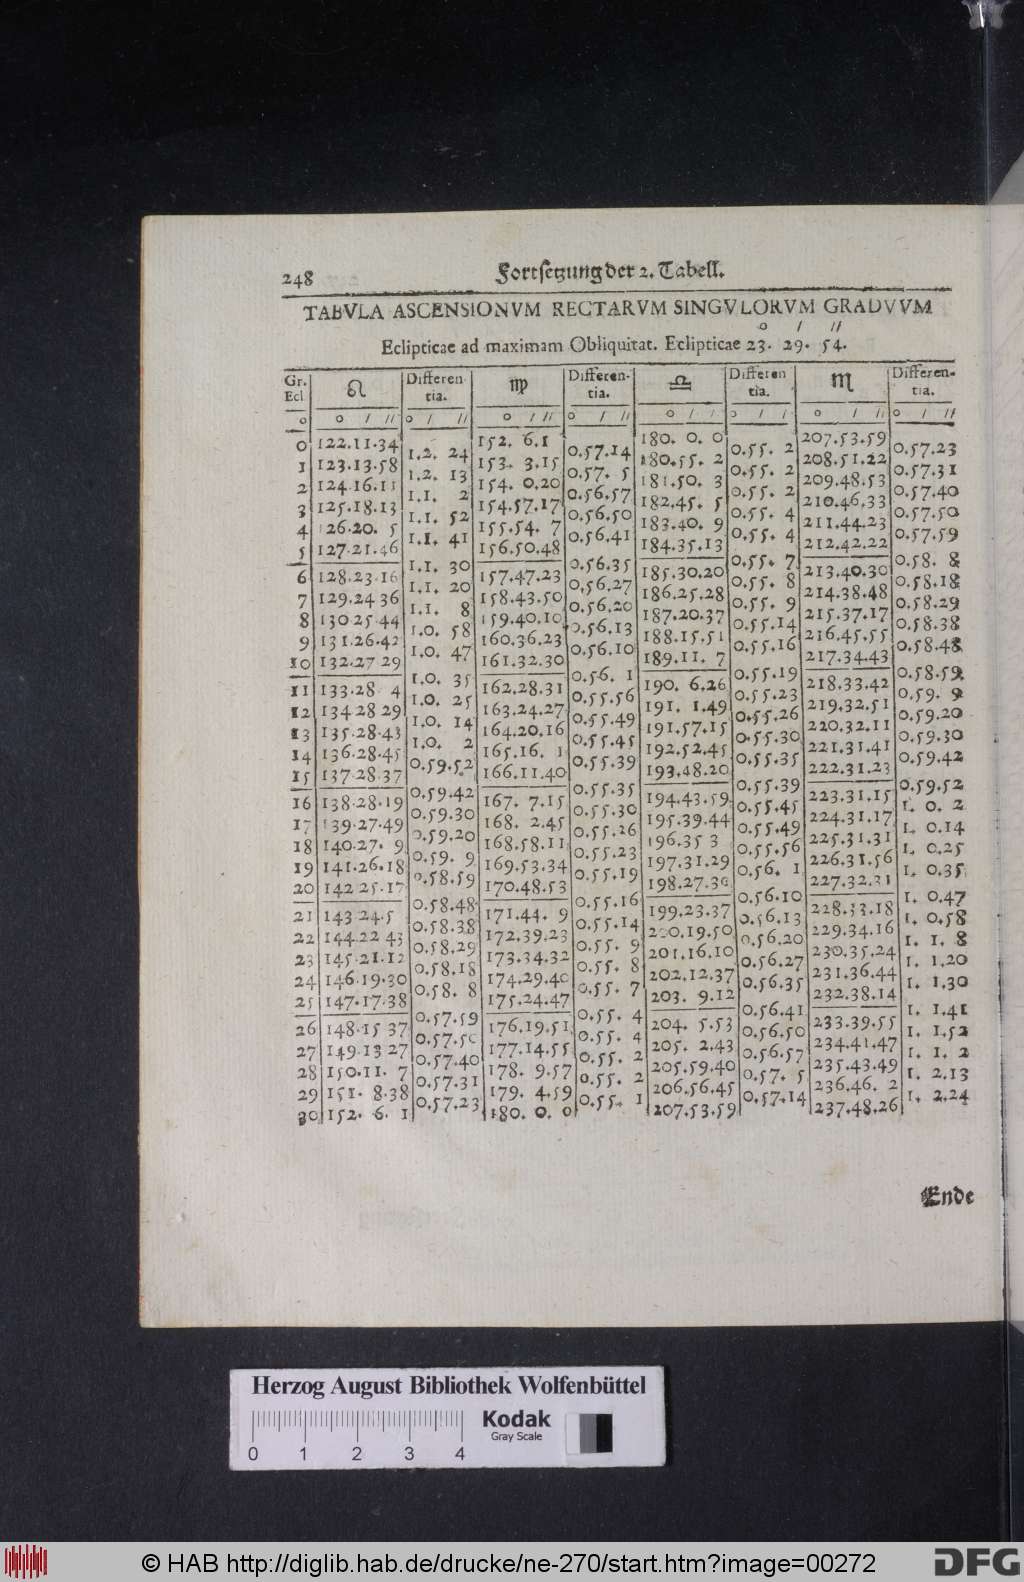 248 Fortsetzung der 2. Tabell.
TABVLA ASCENSIONVM RECTARVM SINGVLORVM GRADVVM
o / //
Eclipticae ad maximam Obliquitat. Eclipticae 23. 29. 54.
Gr. Ecl. ♌ Differen tia. ♍ Differen- tia. ♎ Differen tia. ♏ Differen- tia.
o o / // o / // o / // o / // o / / o / / o / // o / //
0 122.11.34 1.2. 24 152. 6.1 0.57.14 180. 0. 0 0.55. 2 207.53.59 0.57.23
1 123.13.58 1.2. 13 153. 3.15 0.57. 5 180.55. 2 0.55. 2 208.51.22 0.57.31
2 124.16.11 1.1. 2 154. 0.20 0.56.57 181.50. 3 0.55. 2 209.48.53 0.57.40
3 125.18.13 1.1. 52 154.57.17 0.56.50 182.45. 5 0.55. 4 210.46.33 0.57.50
4 126.20. 5 1.1. 41 155.54. 7 0.56.41 183.40. 9 0.55. 4 211.44.23 0.57.59
5 127.21.46 1.1. 30 156.50.48 0.56.35 184.35.13 0.55. 7 212.42.22 0.58. 8
6 128.23.16 1.1. 20 157.47.23 0.56.27 185.30.20 0.55. 8 213.40.30 0.58.18
7 129.24 36 1.1. 8 158.43.50 0.56.20 186.25.28 0.55. 9 214.38.48 0.58.29
8 130.25.44 1.0. 58 159.40.10 0.56.13 187.20.37 0.55.14 215.37.17 0.58.38
9 131.26.42 1.0. 47 160.36.23 0.56.10 188.15.51 0.55.16 216.45.55 0.58.48
10 132.27 29 1.0. 35 161.32.30 0.56. 1 189.11. 7 0.55.19 217.34.43 0.58.59
11 133.28. 4 1.0. 25 162.28.31 0.55.56 190. 6.26 0.55.23 218.33.42 0.59. 9
12 134 28 29 1.0. 14 163.24.27 0.55.49 191. 1.49 0.55.26 219.32.51 0.59.20
13 135.28.43 1.0. 2 164.20.16 0.55.45 191.57.15 0.55.30 220.32.11 0.59.30
14 136.28.45 0.59.52 165.16. 1 0.55.39 192.52.45 0.55.35 221.31.41 0.59.42
15 137.28.37 0.59.42 166.11.40 0.55.35 193.48.20 0.55.39 222.31.23 0.59.52
16 138.28.19 0.59.30 167. 7.15 0.55.30 194.43.59 0.55.45 223.31.15 1. 0. 2
17 139.27.49 0.59.20 168. 2.45 0.55.26 195.39.44 0.55.49 224.31.17 1. 0.14
18 140.27. 9 0.59. 9 168.58.11 0.55.23 196.35 3 0.55.56 225.31.31 1. 0.25
19 141.26.18 0.58.59 169.53.34 0.55.19 197.31.29 0.56. 1 226.31.56 1. 0.35
20 142 25.17 0.58.48 170.48.53 0.55.16 198.27.30 0.56.10 227.32.31 1. 0.47
21 143 24.5 0.58.38 171.44. 9 0.55.14 199.23.37 0.56.13 228.33.18 1. 0.58
22 144.22 43 0.58.29 172.39.23 0.55. 9 200.19.50 0.56.20 229.34.16 1. 1. 8
23 145.21.12 0.58.18 173.34.32 0.55. 8 201.16.10 0.56.27 230.35.24 1. 1.20
24 146.19.30 0.58. 8 174.29.40 0.55. 7 202.12.37 0.56.35 231.36.44 1. 1.30
25 147.17.38 0.57.59 175.24.47 0.55. 4 203. 9.12 0.56.41 232.38.14 1. 1.41
26 148.15 37 0.57.50 176.19.51 0.55. 4 204. 5.53 0.56.50 233.39.55 1. 1.52
27 149.13 27 0.57.40 177.14.55 0.55. 2 205. 2.43 0.56.57 234.41.47 1. 1. 2
28 150.11. 7 0.57.31 178. 9.57 0.55. 2 205.59.40 0.57. 5 235.43.49 1. 2.13
29 151. 8.38 0.57.23 179. 4.59 0.55. 1 206.56.45 0.57.14 236.46. 2 1. 2.24
30 152. 6. 1 180. 0. 0 207.53.59 237.48.26
Ende
Herzog August Bibliothek Wolfenbüttel
Kodak
Gray Scale
0 1 2 3 4
© HAB http://diglib.hab.de/drucke/ne-270/start.htm?image=00272
DFG